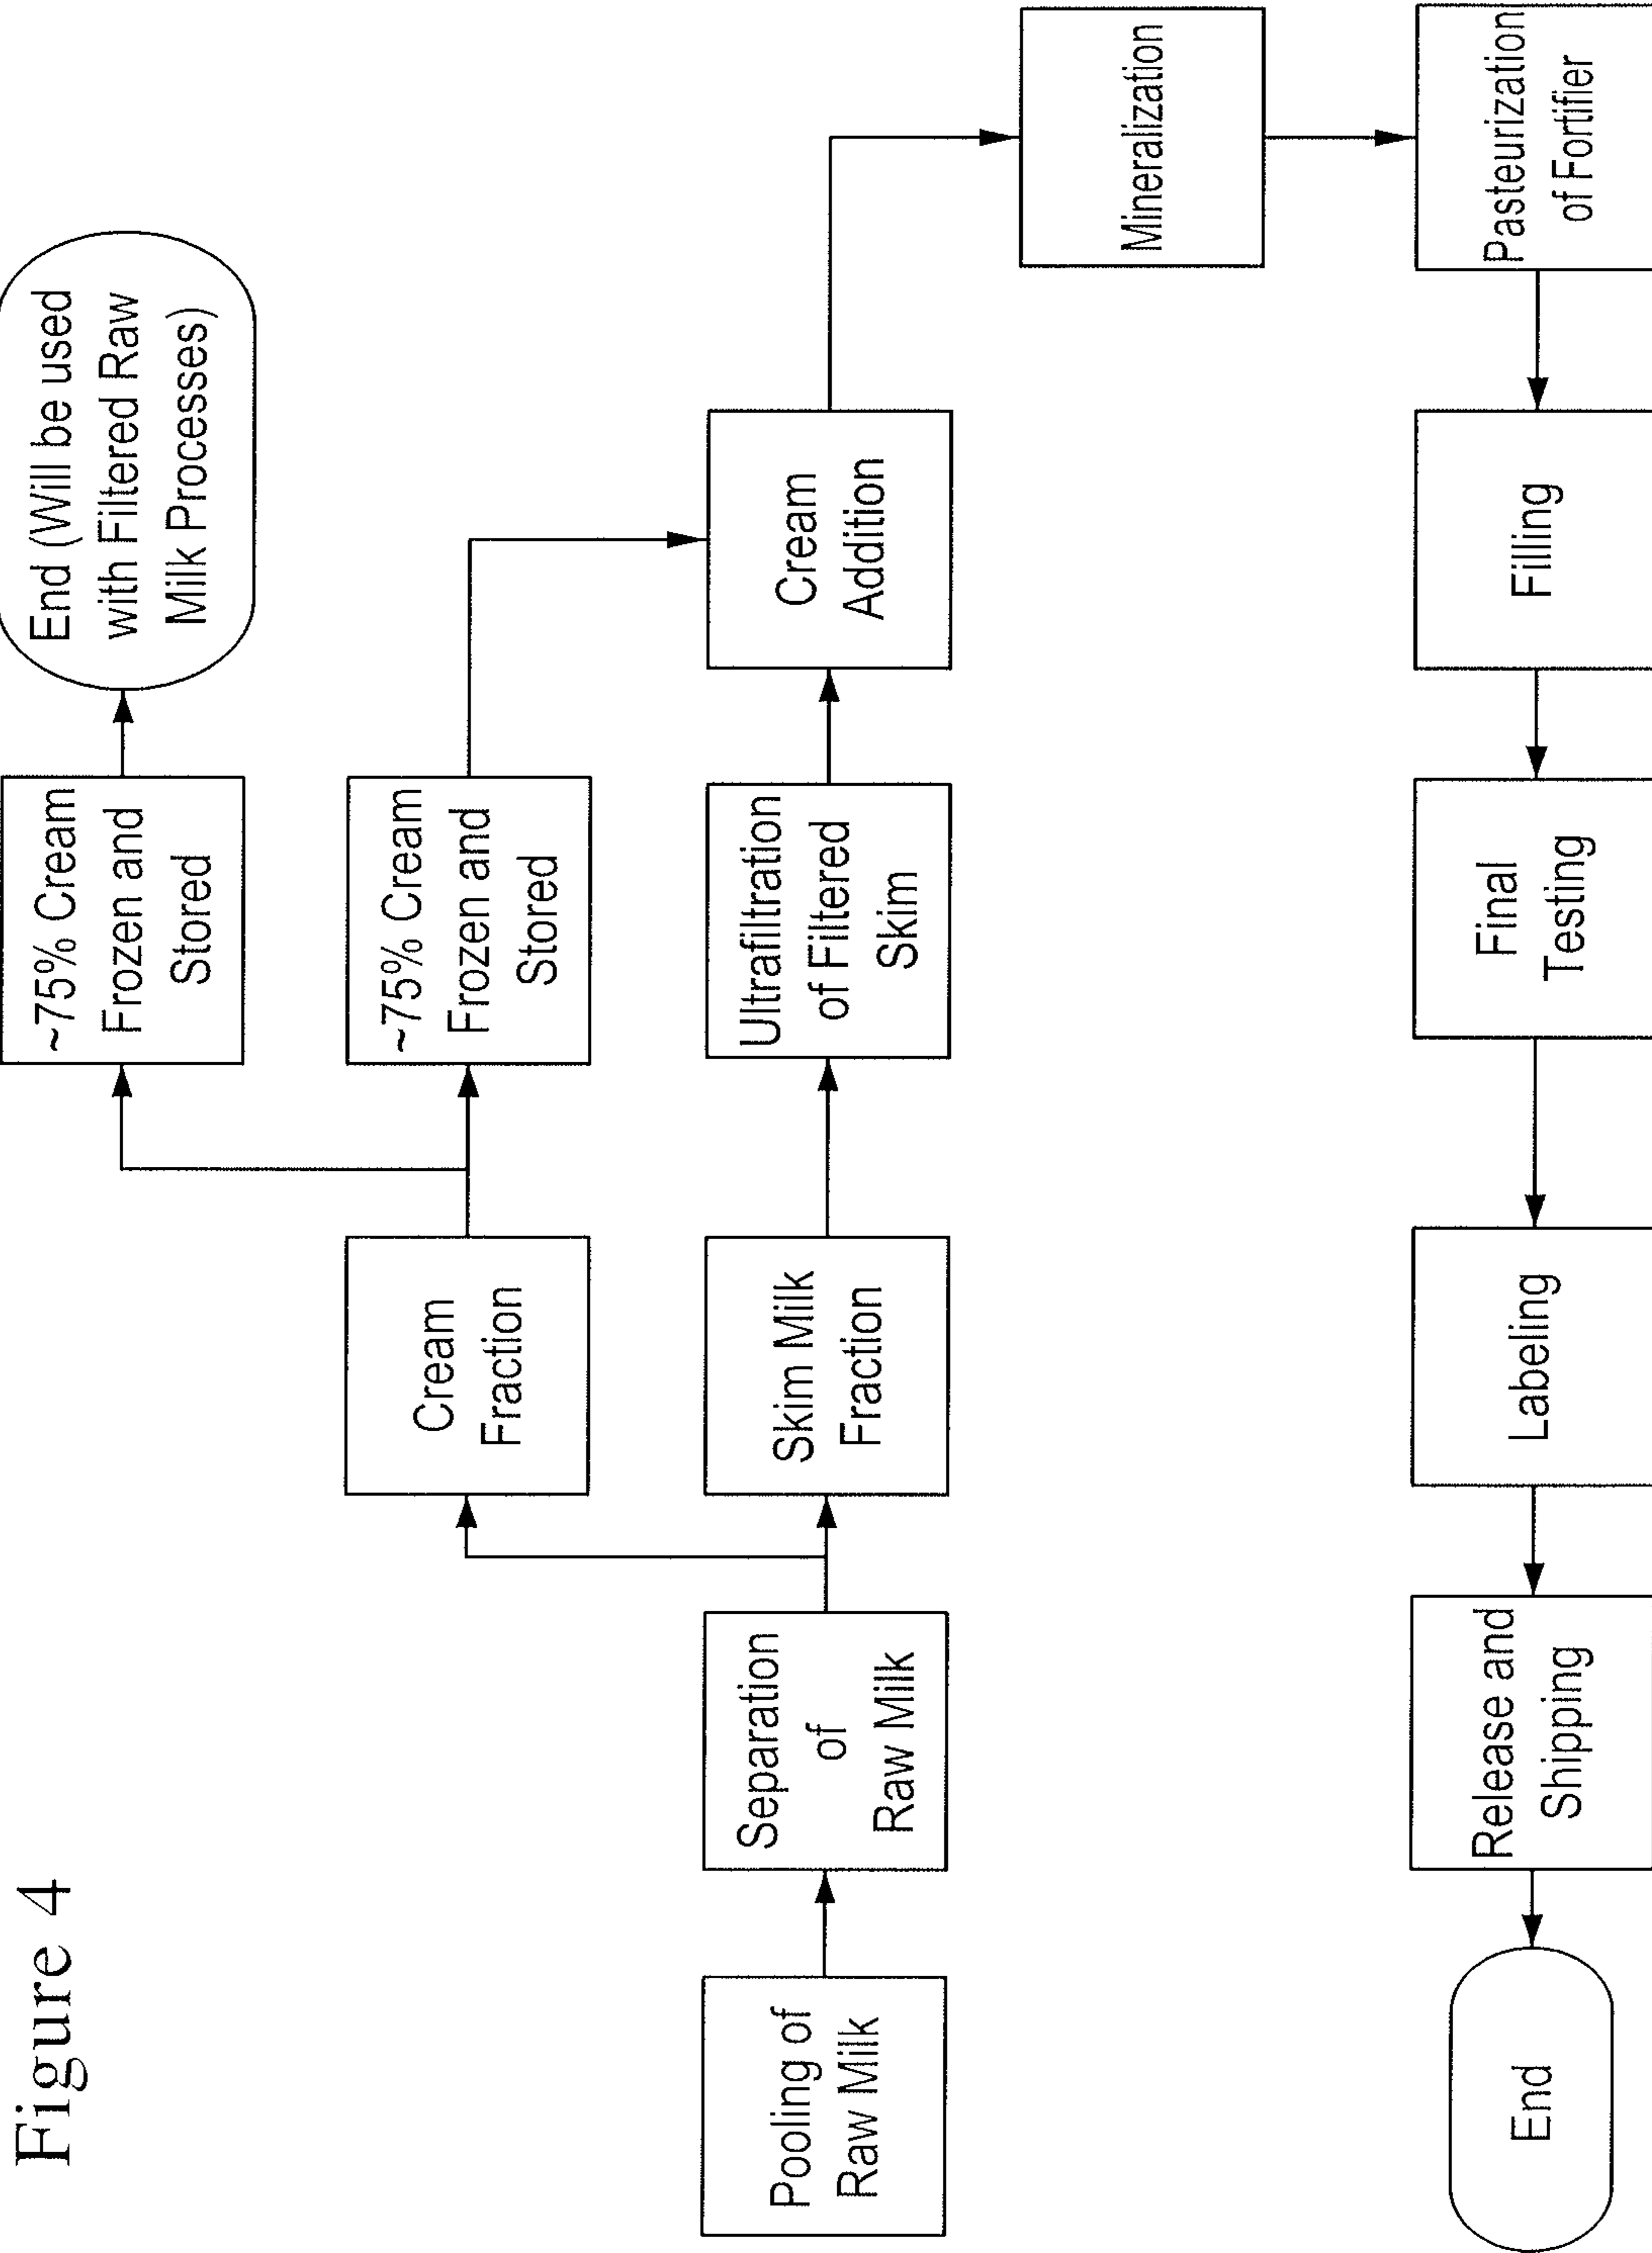 Figure 4
~75% Cream
Frozen and
Stored
End (Will be used
with Filtered Raw
Milk Processes)
Cream
Fraction
~75% Cream
Frozen and
Stored
Pooling of
Raw Milk
Separation
of
Raw Milk
Skim Milk
Fraction
Ultrafiltration
of Filtered
Skim
Cream
Addition
Mineralization
Pasteurization
of Fortifier
Filling
Final
Testing
Labeling
Release and
Shipping
End